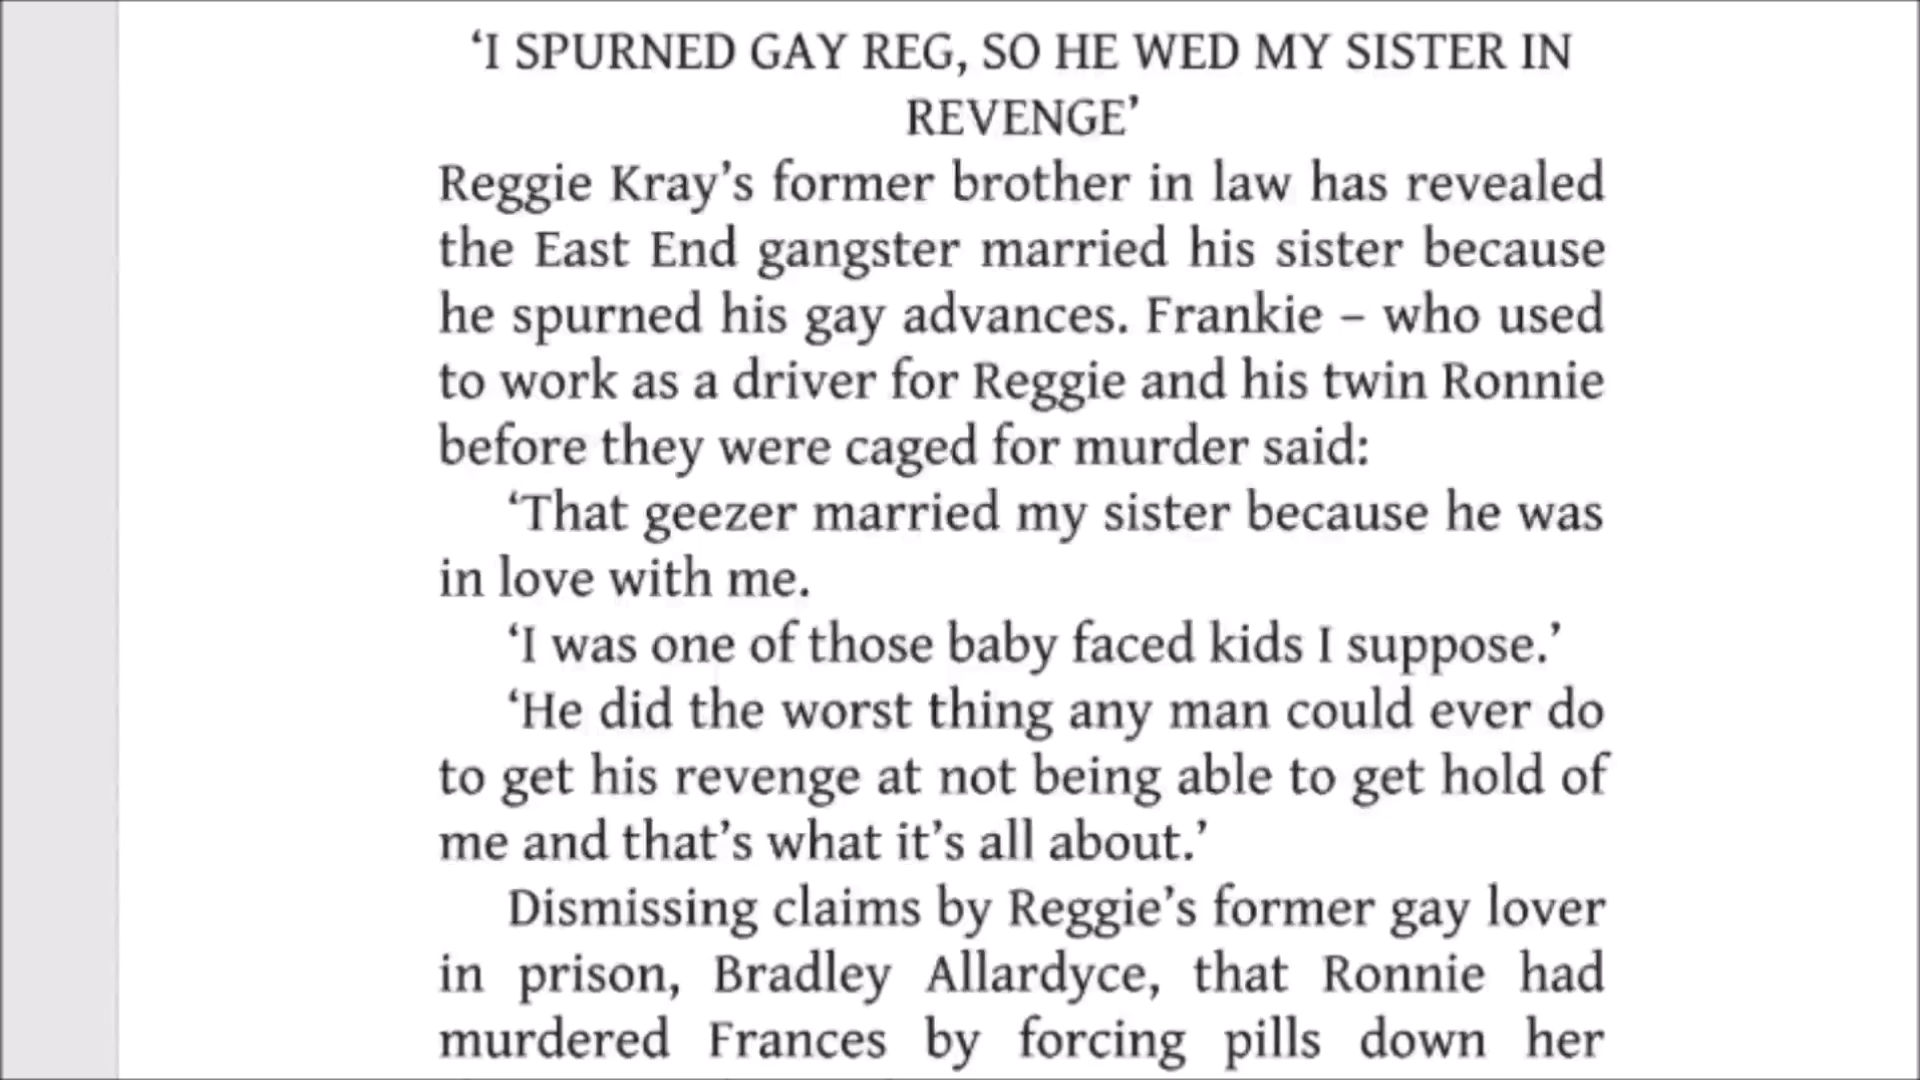 ‘I SPURNED GAY REG, SO HE WED MY SISTER IN
REVENGE’
Reggie Kray’s former brother in law has revealed
the East End gangster married his sister because
he spurned his gay advances. Frankie – who used
to work as a driver for Reggie and his twin Ronnie
before they were caged for murder said:
‘That geezer married my sister because he was
in love with me.
‘I was one of those baby faced kids I suppose.’
‘He did the worst thing any man could ever do
to get his revenge at not being able to get hold of
me and that’s what it’s all about.’
Dismissing claims by Reggie’s former gay lover
in prison, Bradley Allardyce, that Ronnie had
murdered Frances by forcing pills down her